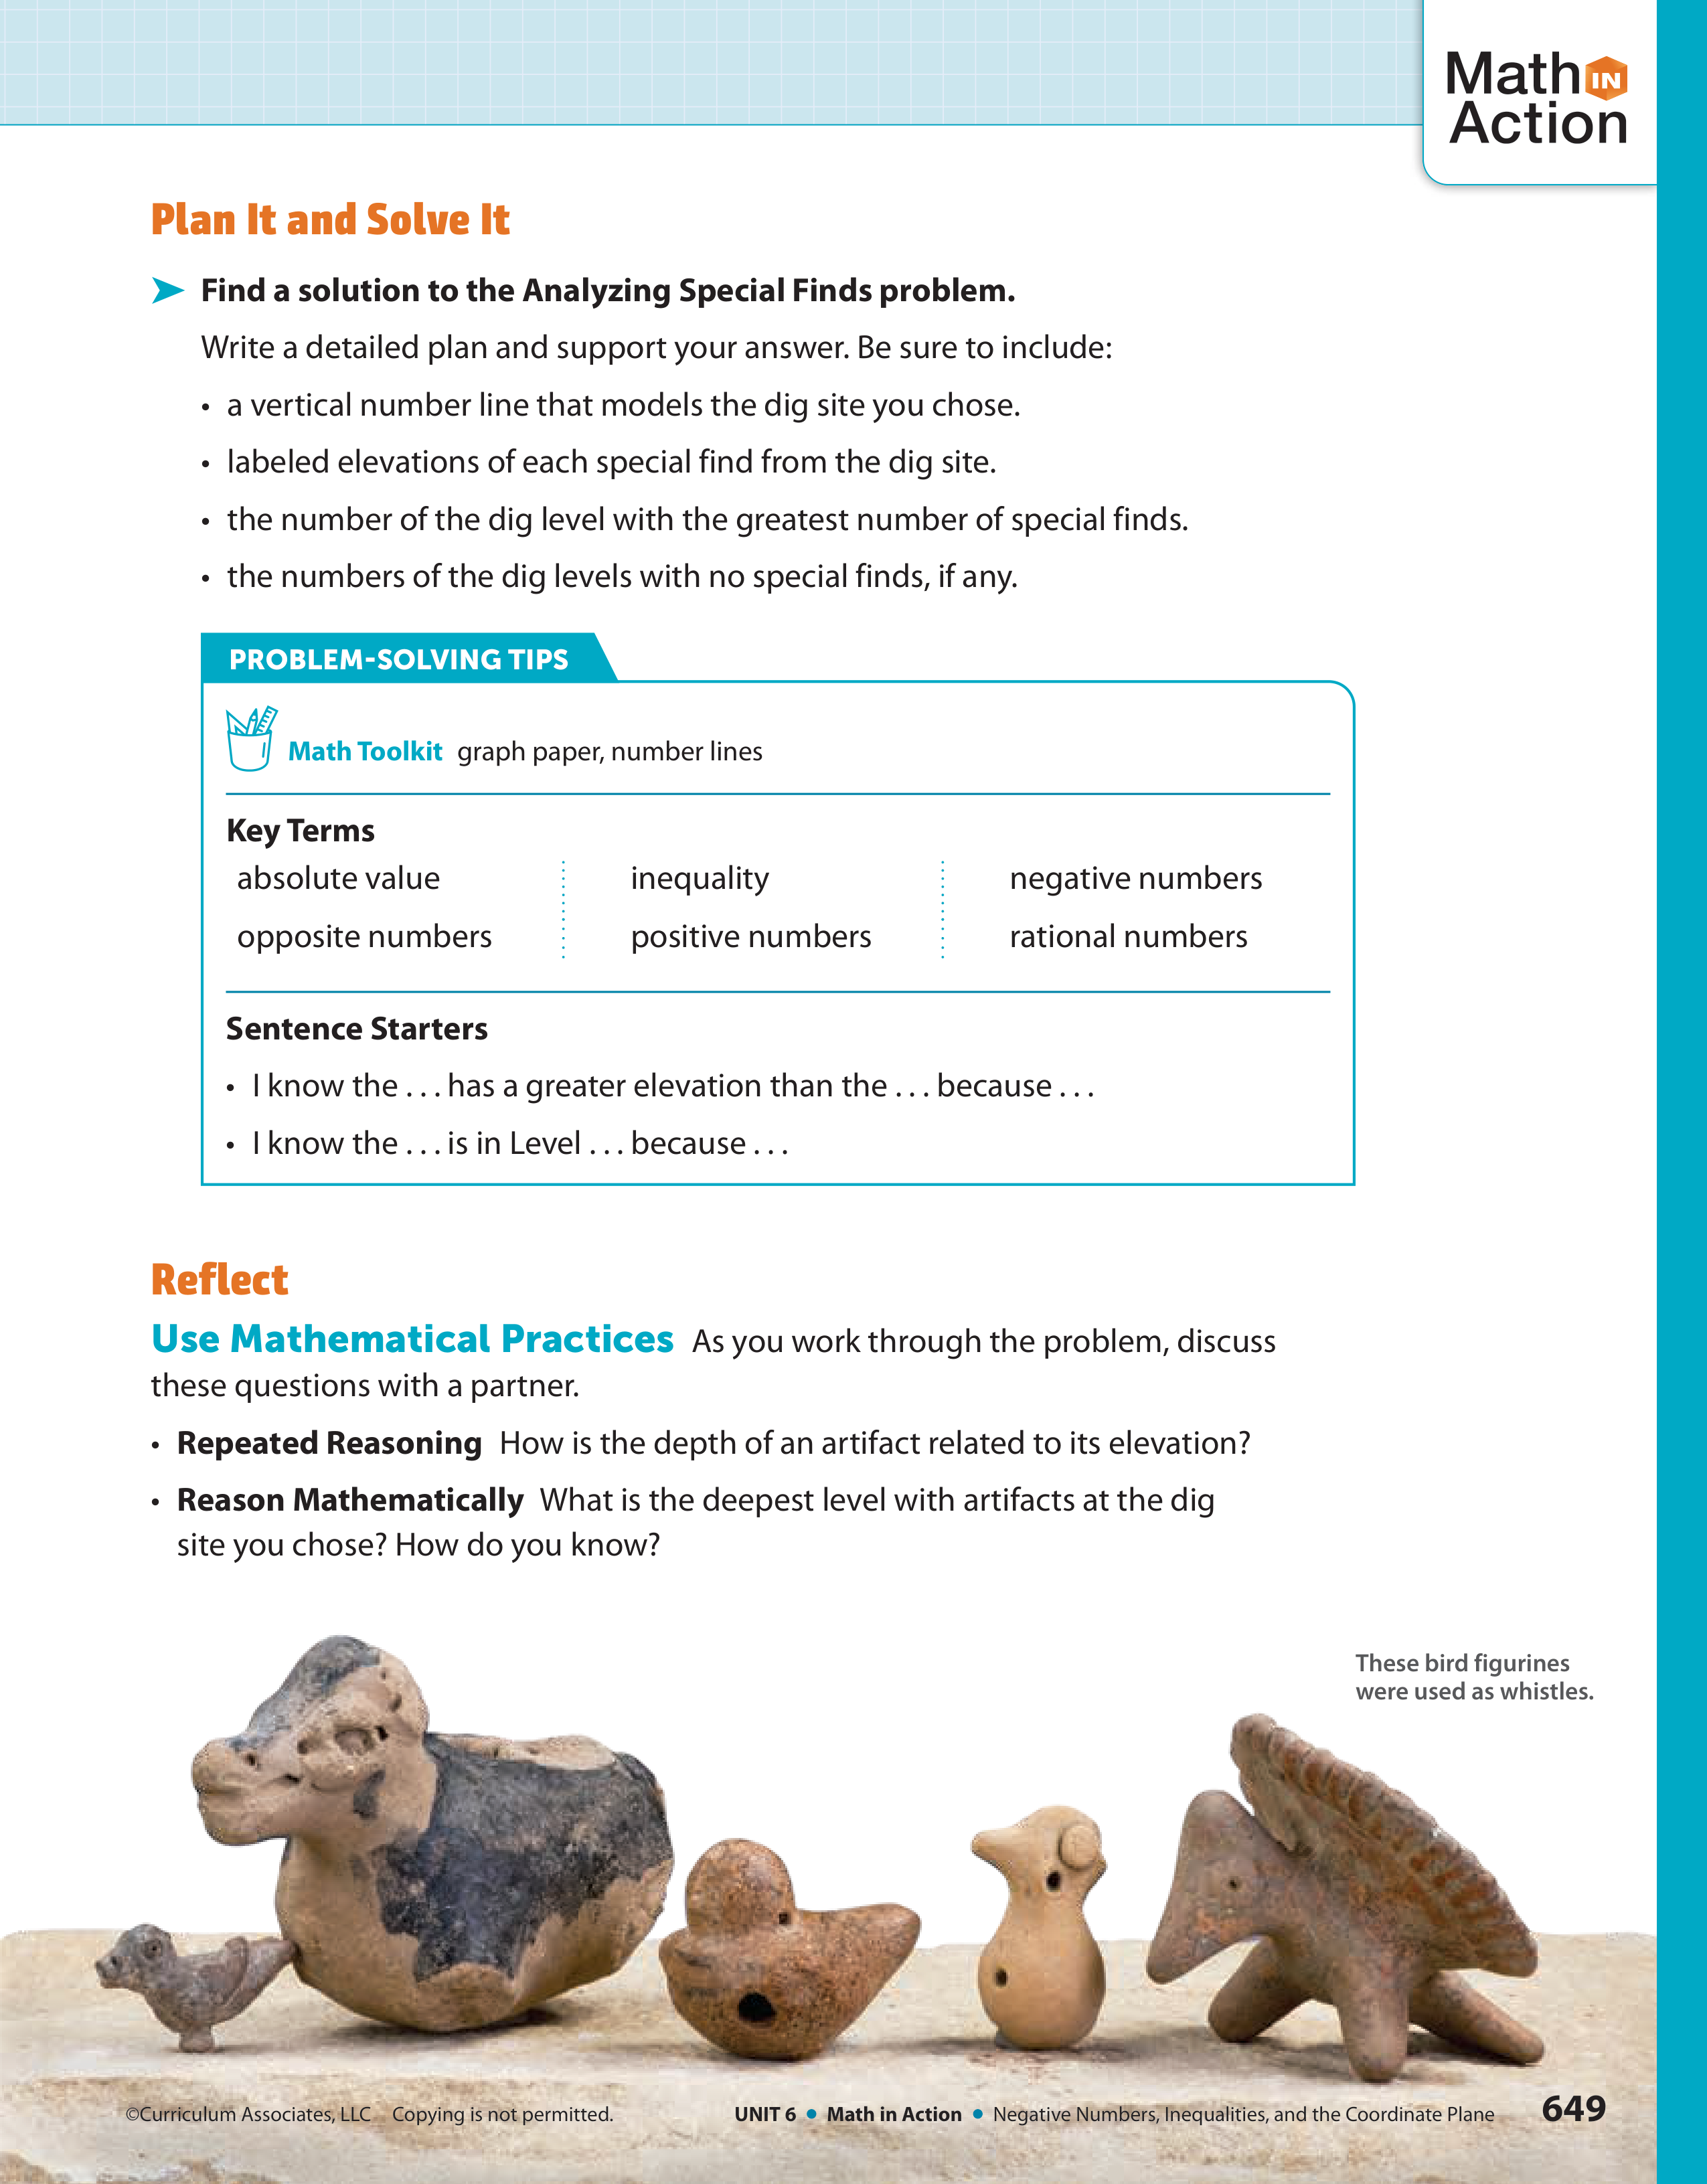 Math IN
Action
Plan It and Solve It
Find a solution to the Analyzing Special Finds problem.
Write a detailed plan and support your answer. Be sure to include:
• a vertical number line that models the dig site you chose.
• labeled elevations of each special find from the dig site.
• the number of the dig level with the greatest number of special finds.
• the numbers of the dig levels with no special finds, if any.
PROBLEM-SOLVING TIPS
Math Toolkit graph paper, number lines
Key Terms
absolute value inequality negative numbers
opposite numbers positive numbers rational numbers
Sentence Starters
• I know the . . . has a greater elevation than the . . . because . . .
• I know the . . . is in Level . . . because . . .
Reflect
Use Mathematical Practices As you work through the problem, discuss
these questions with a partner.
• Repeated Reasoning How is the depth of an artifact related to its elevation?
• Reason Mathematically What is the deepest level with artifacts at the dig
site you chose? How do you know?
These bird figurines
were used as whistles.
©Curriculum Associates, LLC Copying is not permitted. UNIT 6 • Math in Action • Negative Numbers, Inequalities, and the Coordinate Plane 649